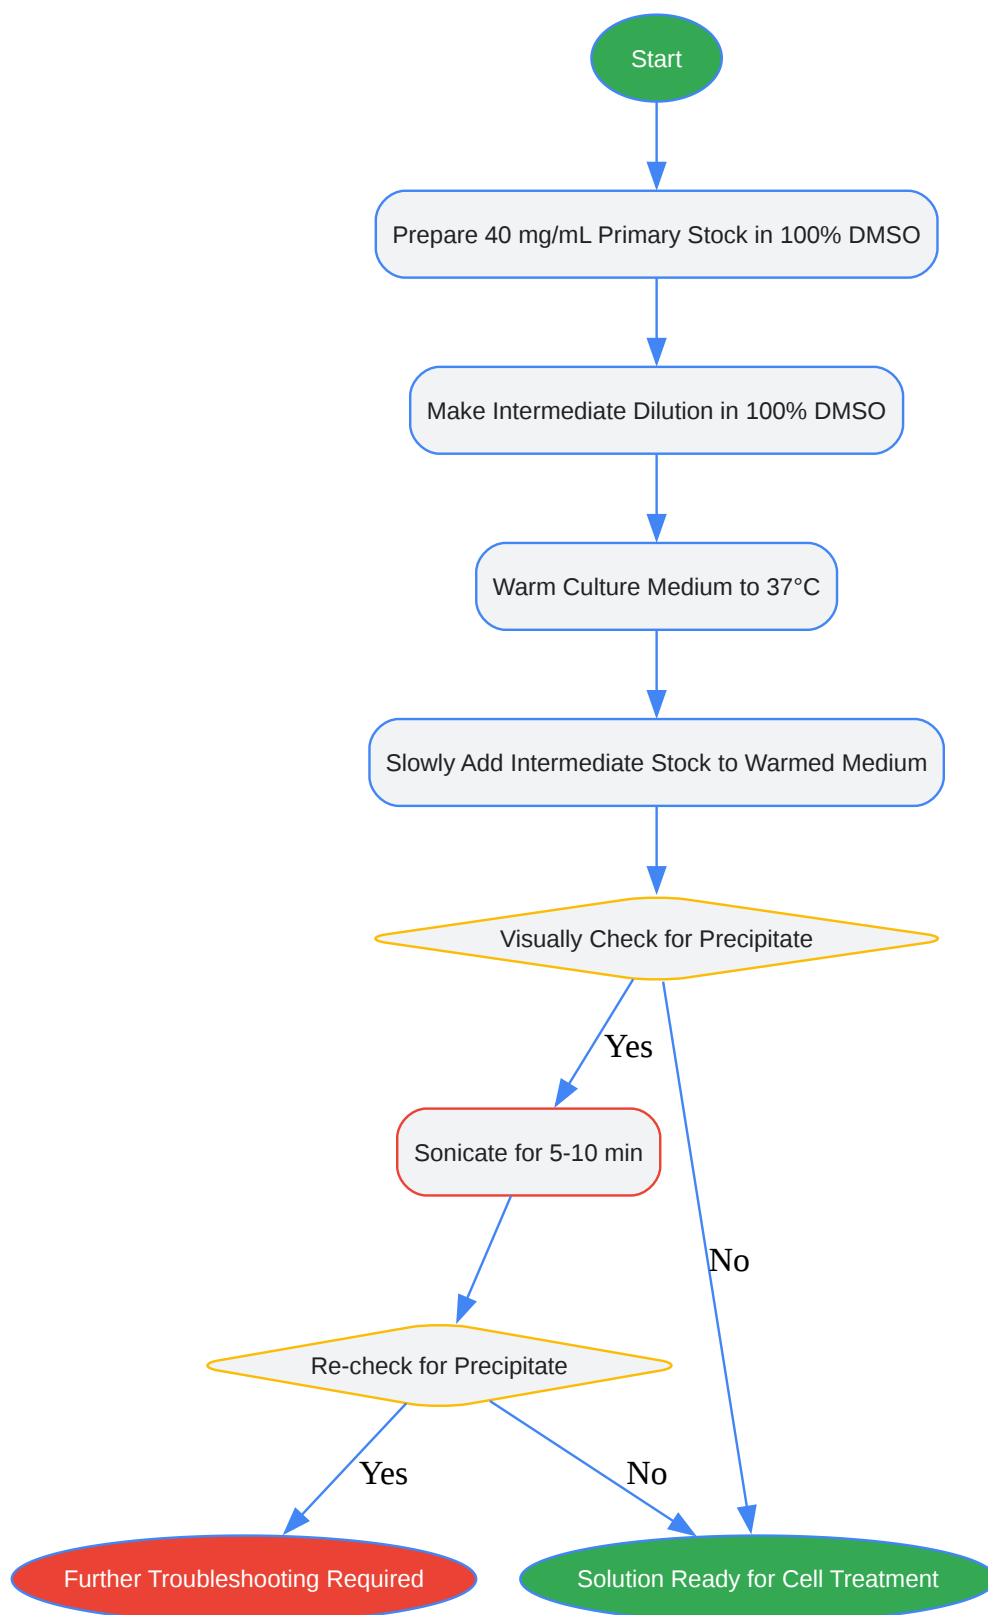 Start
Prepare 40 mg/mL Primary Stock in 100% DMSO
Make Intermediate Dilution in 100% DMSO
Warm Culture Medium to 37°C
Slowly Add Intermediate Stock to Warmed Medium
Visually Check for Precipitate
Yes
Sonicate for 5-10 min
No
Re-check for Precipitate
Yes
No
Further Troubleshooting Required
Solution Ready for Cell Treatment